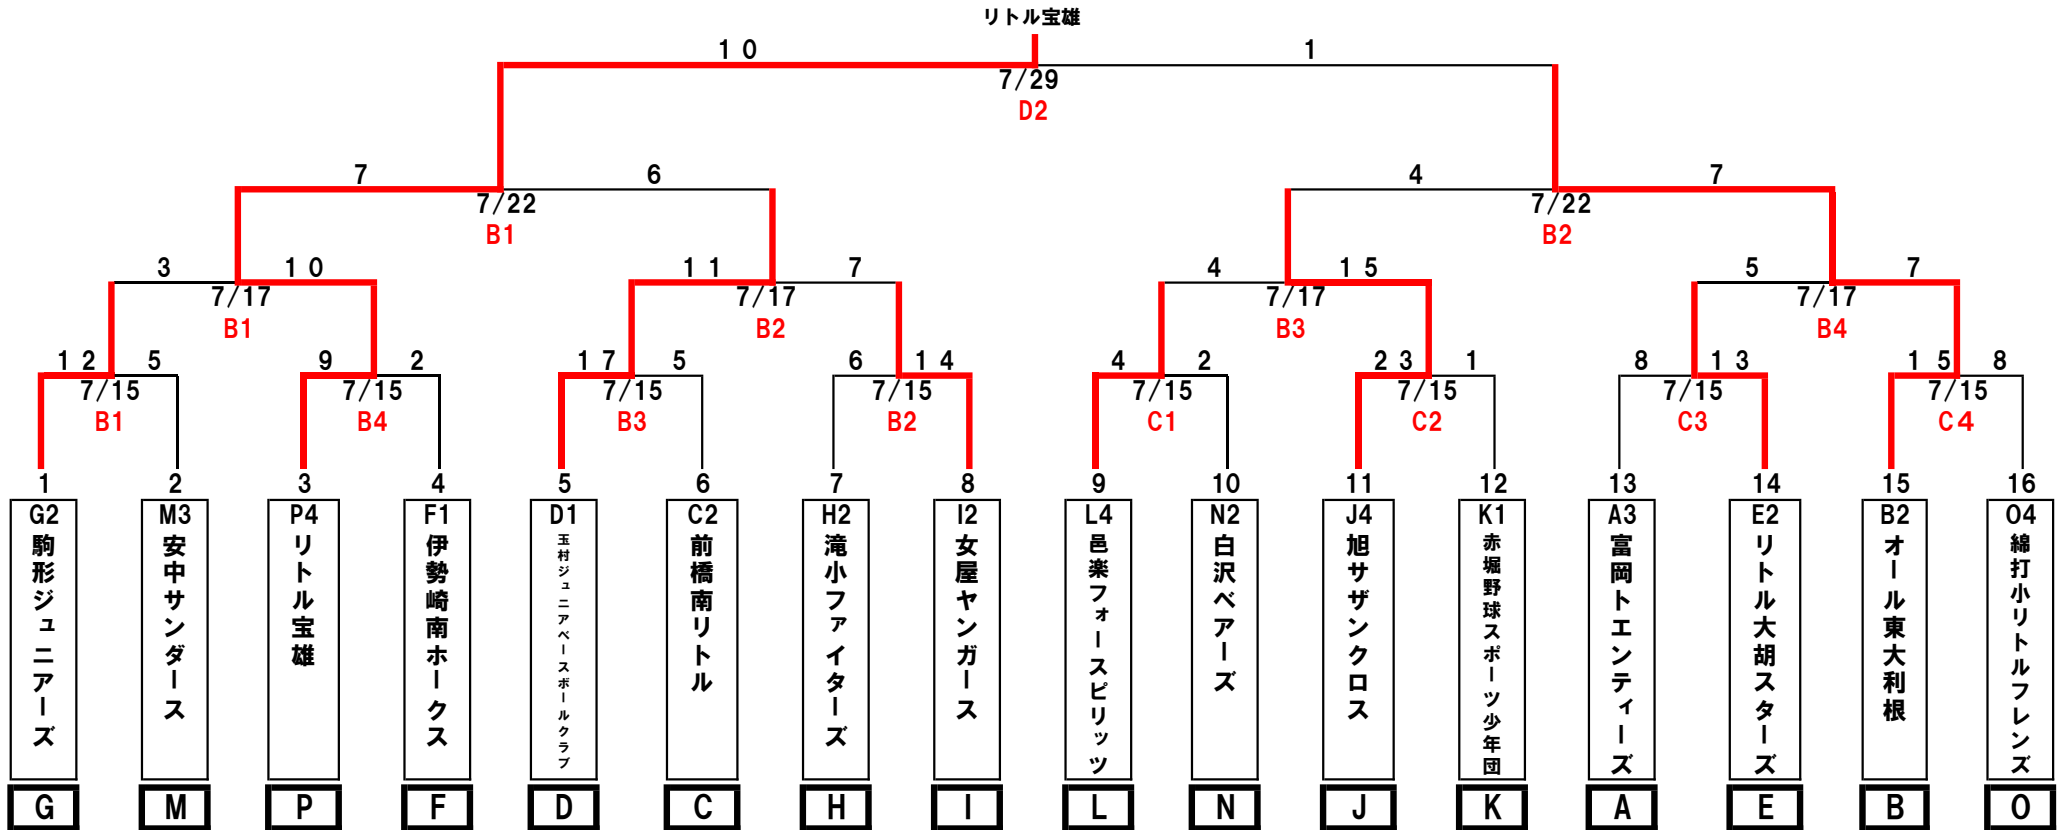 リトル宝雄
10 1
7/29
D2
7 6 4 7
7/22 7/22
B1 B2
3 10 11 7 4 15 5 7
7/17 7/17 7/17 7/17
B1 B2 B3 B4
12 5 9 2 17 5 6 14 4 2 23 1 8 13 15 8
7/15 7/15 7/15 7/15 7/15 7/15 7/15 7/15
B1 B4 B3 B2 C1 C2 C3 C4
1 2 3 4 5 6 7 8 9 10 11 12 13 14 15 16
G2 M3 P4 F1 D1 C2 H2 I2 L4 N2 J4 K1 A3 E2 B2 O4
駒形ジュニアーズ
安中サンダース
リトル宝雄
伊勢崎南ホークス
玉村ジュニアベースボールクラブ
前橋南リトル
滝小ファイターズ
女屋ヤンガース
邑楽フォースピリッツ
白沢ベアーズ
旭サザンクロス
赤堀野球スポーツ少年団
富岡トエンティーズ
リトル大胡スターズ
オール東大利根
綿打小リトルフレンズ
G M P F D C H I L N J K A E B O